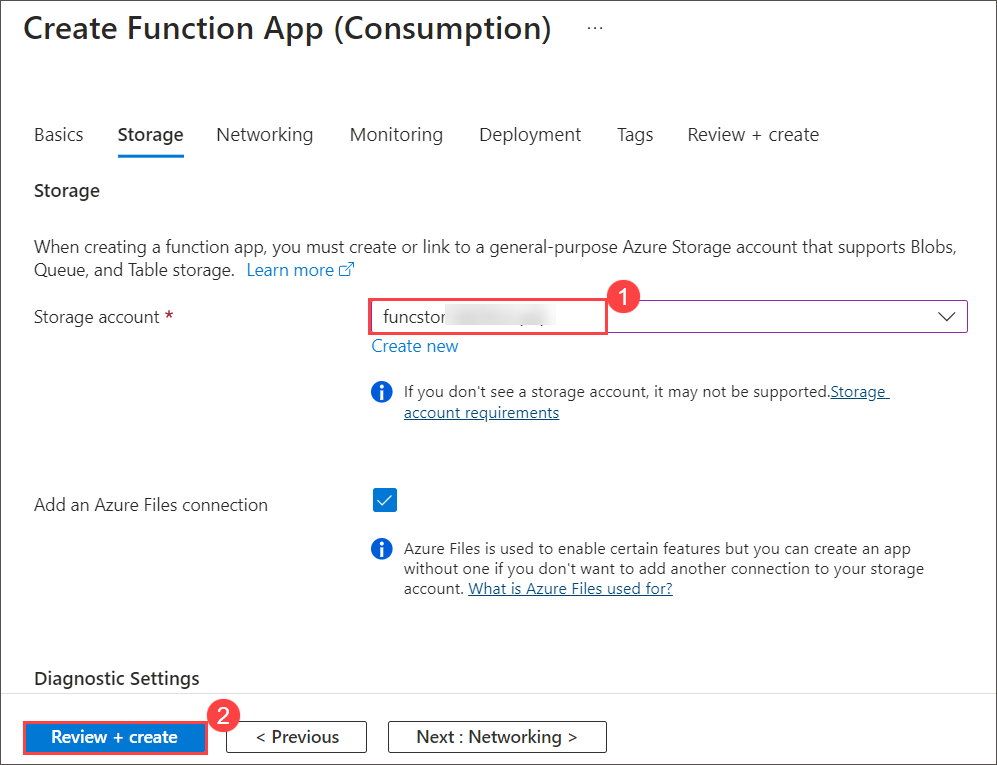 Create Function App (Consumption) ...
Basics Storage Networking Monitoring Deployment Tags Review + create
Storage
When creating a function app, you must create or link to a general-purpose Azure Storage account that supports Blobs,
Queue, and Table storage. Learn more
Storage account *
funcstor
1
Create new
If you don't see a storage account, it may not be supported.Storage
account requirements
Add an Azure Files connection
Azure Files is used to enable certain features but you can create an app
without one if you don't want to add another connection to your storage
account. What is Azure Files used for?
Diagnostic Settings
2
Review + create < Previous Next : Networking >